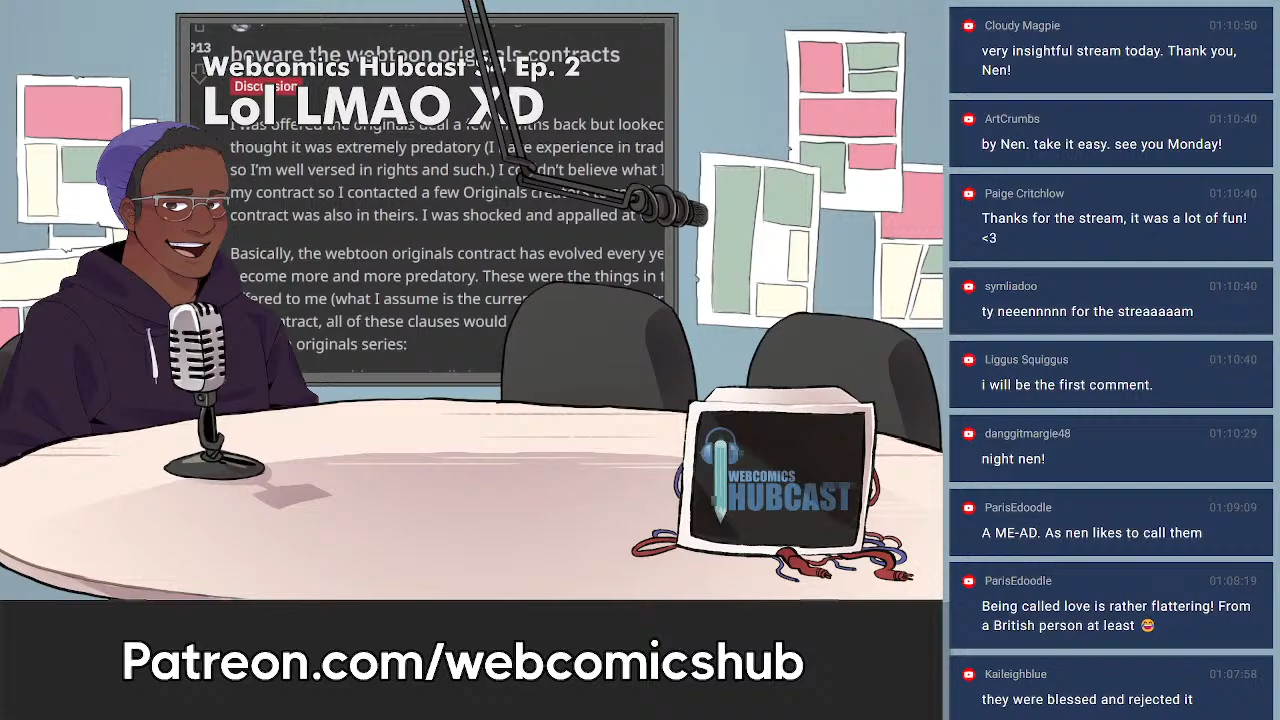 913
beware the webtoon originals contracts
Webcomics Hubcast S4 Ep. 2
Discussion
Lol LMAO XD
I was offered the originals deal a few months back but looked
thought it was extremely predatory (I have experience in trad
so I'm well versed in rights and such.) I couldn't believe what I
my contract so I contacted a few Originals creators
contract was also in theirs. I was shocked and appalled at
Basically, the webtoon originals contract has evolved every ye
ecome more and more predatory. These were the things in t
ffered to me (what I assume is the curre
ntract, all of these clauses would
originals series:
WEBCOMICS
HUBCAST
Patreon.com/webcomicshub
Cloudy Magpie 01:10:50
very insightful stream today. Thank you,
Nen!
ArtCrumbs 01:10:40
by Nen. take it easy. see you Monday!
Paige Critchlow 01:10:40
Thanks for the stream, it was a lot of fun!
<3
symliadoo 01:10:40
ty neeennnnn for the streaaaaam
Liggus Squiggus 01:10:40
i will be the first comment.
danggitmargie48 01:10:29
night nen!
ParisEdoodle 01:09:09
A ME-AD. As nen likes to call them
ParisEdoodle 01:08:19
Being called love is rather flattering! From
a British person at least 😅
Kaileighblue 01:07:58
they were blessed and rejected it